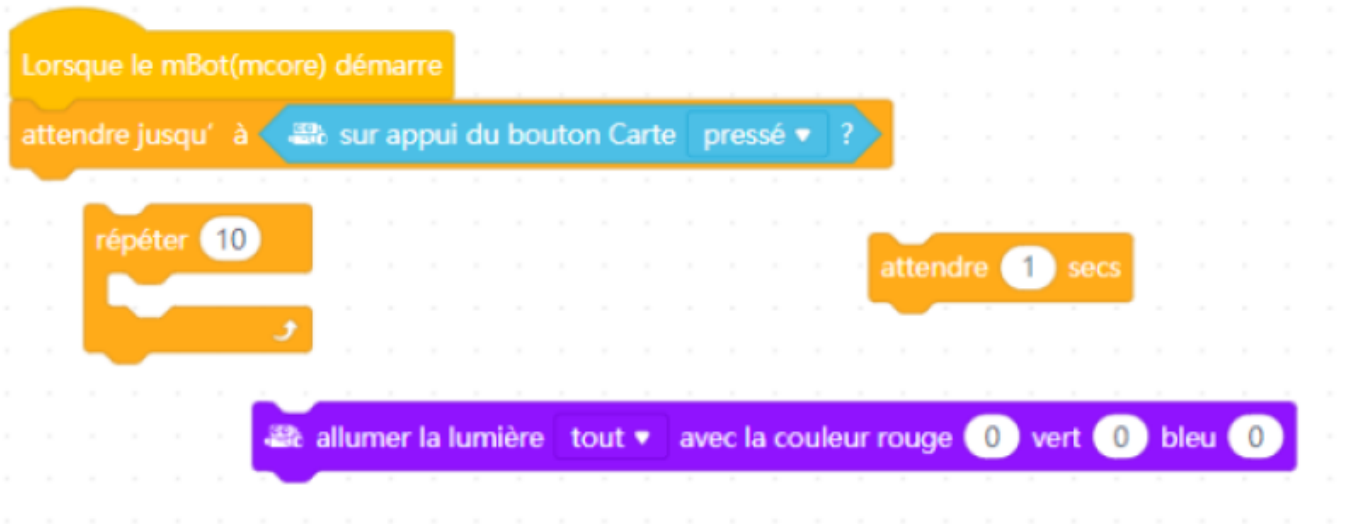 Lorsque le mBot(mcore) démarre
attendre jusqu’ à sur appui du bouton Carte pressé ?
répéter 10
attendre 1 secs
allumer la lumière tout avec la couleur rouge 0 vert 0 bleu 0